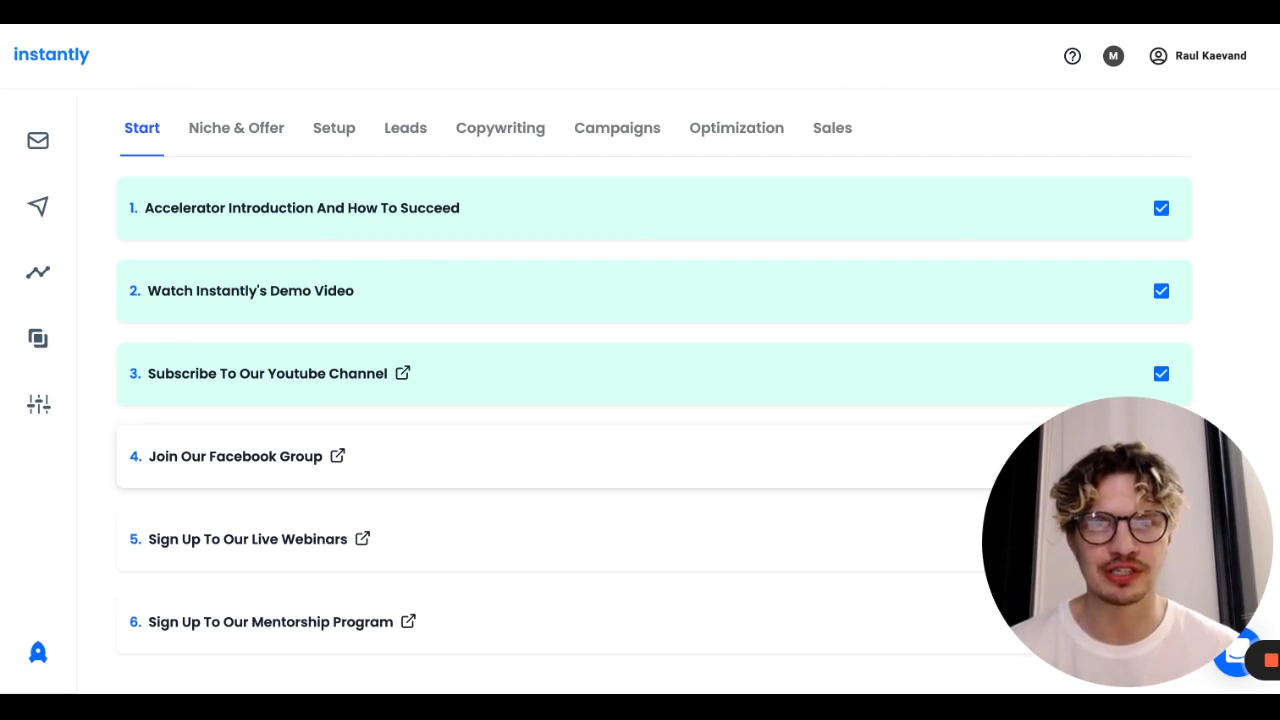 instantly
M
Raul Kaevand
Start Niche & Offer Setup Leads Copywriting Campaigns Optimization Sales
1. Accelerator Introduction And How To Succeed
2. Watch Instantly's Demo Video
3. Subscribe To Our Youtube Channel
4. Join Our Facebook Group
5. Sign Up To Our Live Webinars
6. Sign Up To Our Mentorship Program